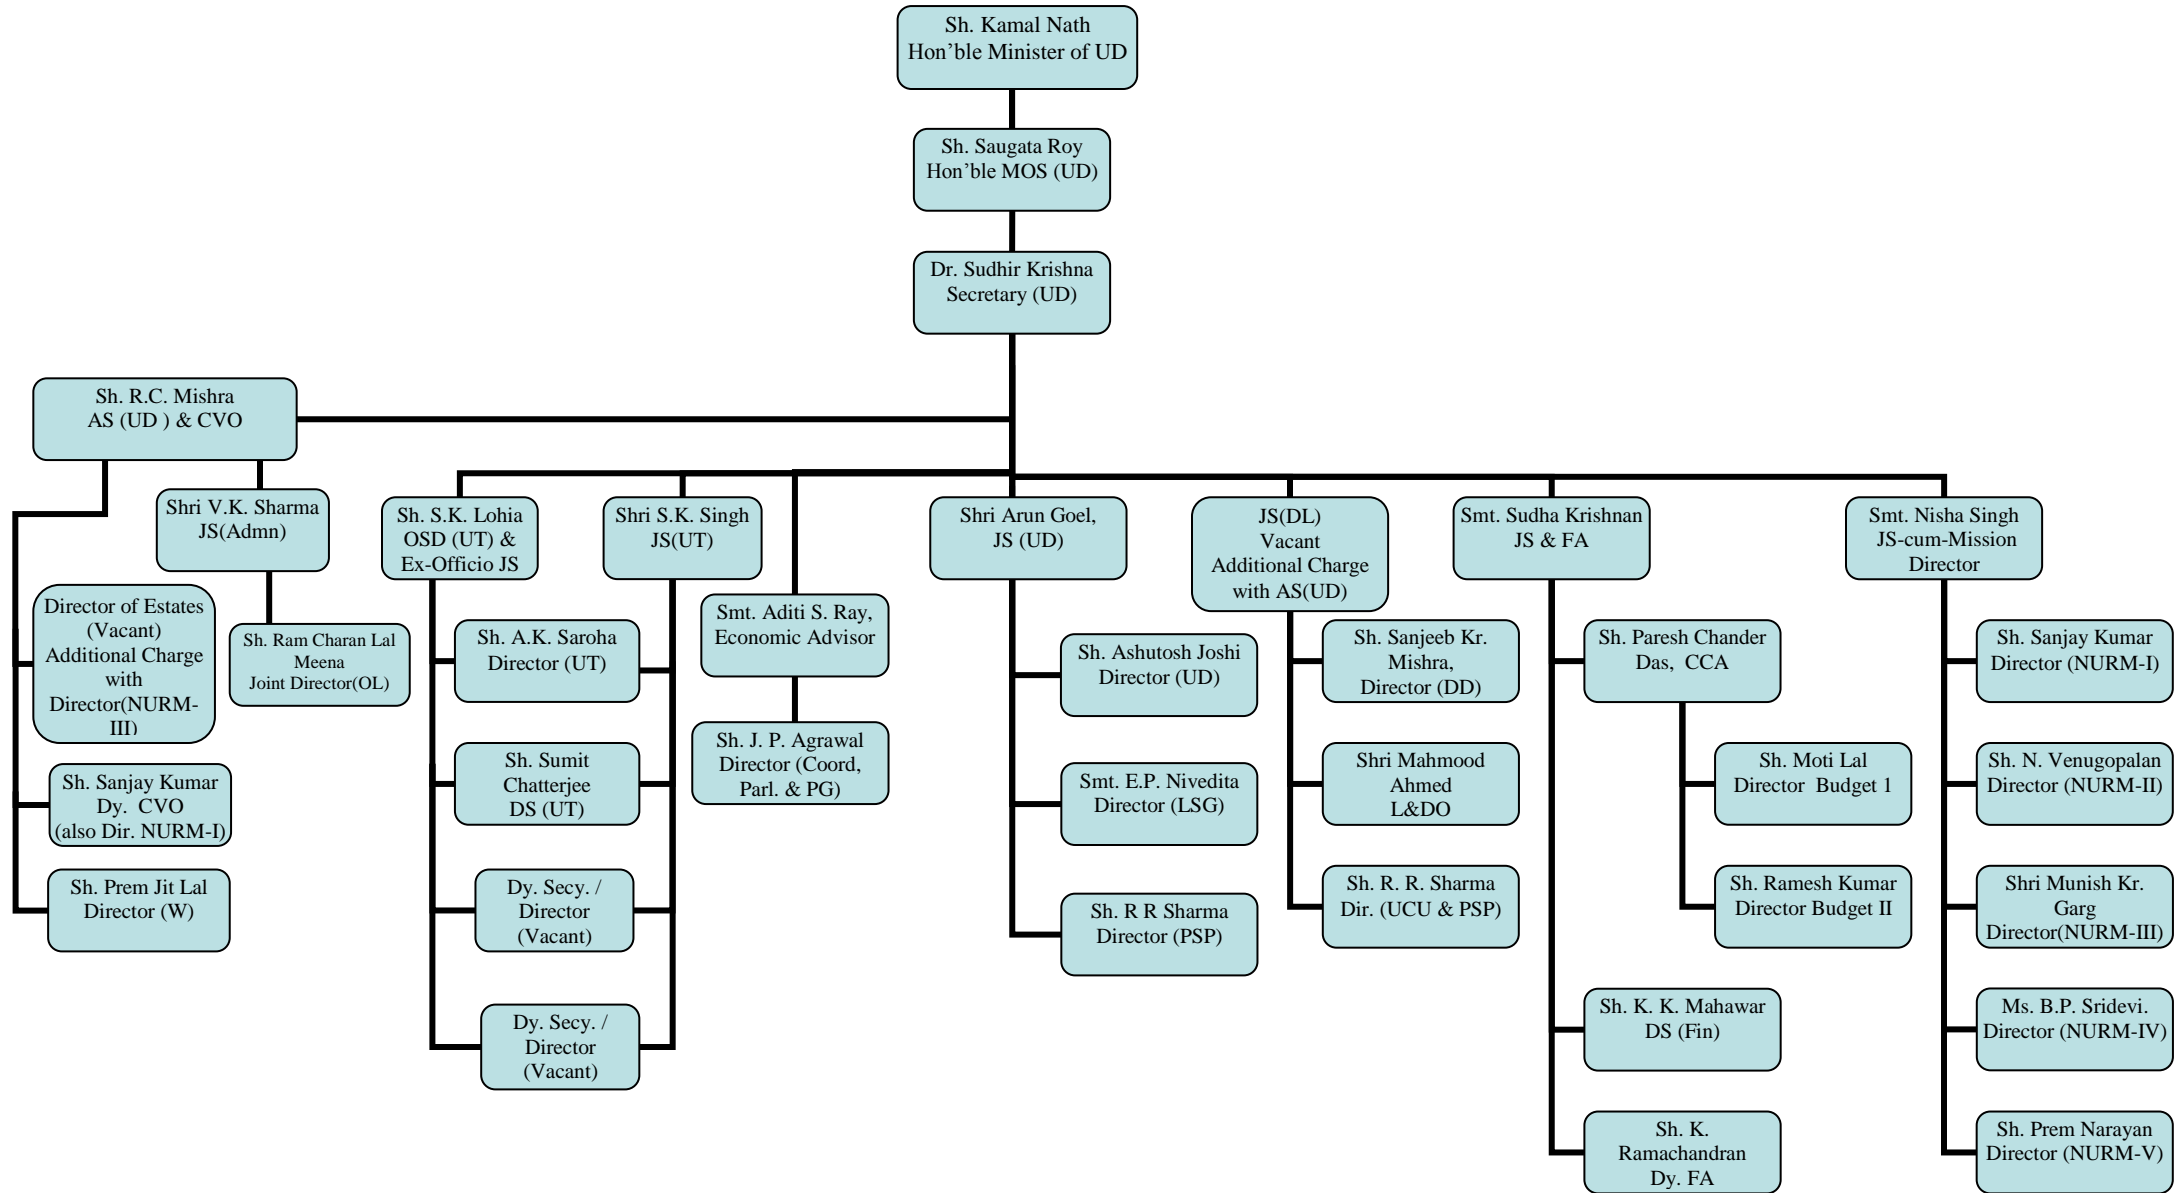 Sh. Kamal Nath
Hon’ble Minister of UD
Sh. Saugata Roy
Hon’ble MOS (UD)
Dr. Sudhir Krishna
Secretary (UD)
Sh. R.C. Mishra
AS (UD ) & CVO
Shri V.K. Sharma
JS(Admn)
Director of Estates
(Vacant)
Additional Charge
with
Director(NURM-
III)
Sh. Ram Charan Lal
Meena
Joint Director(OL)
Sh. Sanjay Kumar
Dy. CVO
(also Dir. NURM-I)
Sh. Prem Jit Lal
Director (W)
Sh. S.K. Lohia
OSD (UT) &
Ex-Officio JS
Shri S.K. Singh
JS(UT)
Sh. A.K. Saroha
Director (UT)
Sh. Sumit
Chatterjee
DS (UT)
Dy. Secy. /
Director
(Vacant)
Dy. Secy. /
Director
(Vacant)
Smt. Aditi S. Ray,
Economic Advisor
Sh. J. P. Agrawal
Director (Coord,
Parl. & PG)
Shri Arun Goel,
JS (UD)
Sh. Ashutosh Joshi
Director (UD)
Smt. E.P. Nivedita
Director (LSG)
Sh. R R Sharma
Director (PSP)
JS(DL)
Vacant
Additional Charge
with AS(UD)
Sh. Sanjeeb Kr.
Mishra,
Director (DD)
Shri Mahmood
Ahmed
L&DO
Sh. R. R. Sharma
Dir. (UCU & PSP)
Smt. Sudha Krishnan
JS & FA
Sh. Paresh Chander
Das, CCA
Sh. Moti Lal
Director Budget 1
Sh. Ramesh Kumar
Director Budget II
Sh. K. K. Mahawar
DS (Fin)
Sh. K.
Ramachandran
Dy. FA
Smt. Nisha Singh
JS-cum-Mission
Director
Sh. Sanjay Kumar
Director (NURM-I)
Sh. N. Venugopalan
Director (NURM-II)
Shri Munish Kr.
Garg
Director(NURM-III)
Ms. B.P. Sridevi.
Director (NURM-IV)
Sh. Prem Narayan
Director (NURM-V)